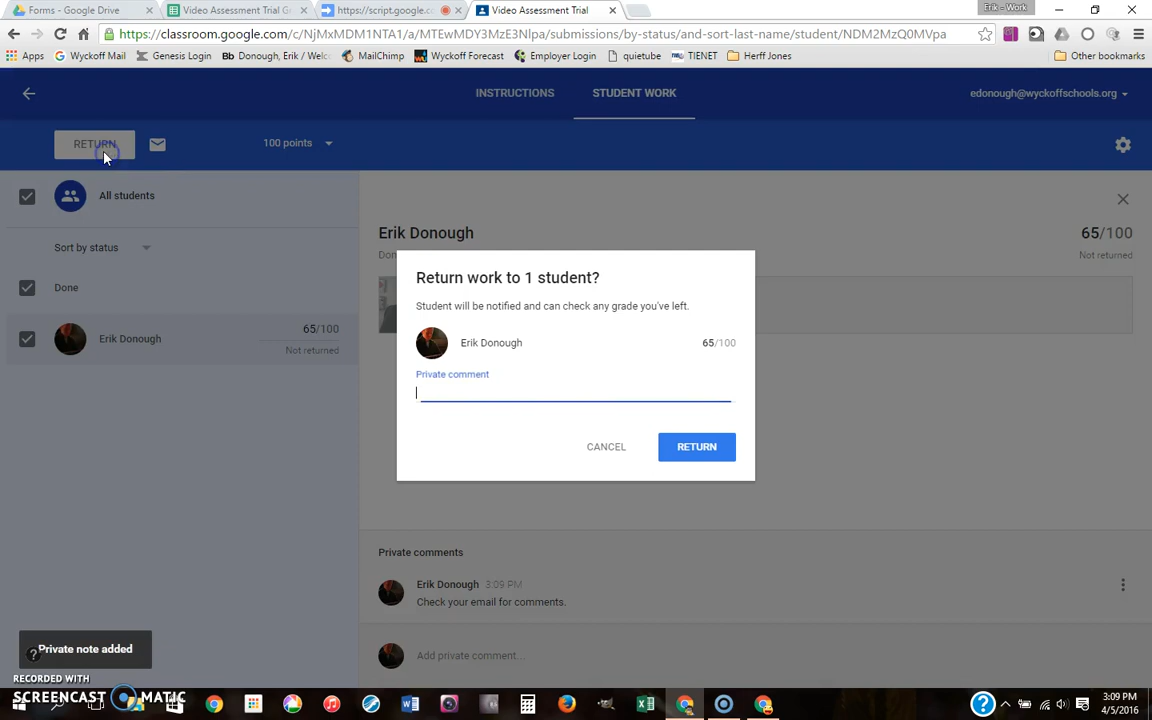 Forms - Google Drive
Video Assessment Trial Gr
https://script.google.co
Video Assessment Trial
Erik - Work
https://classroom.google.com/c/NjMxMDM1NTA1/a/MTEwMDY3MzE3Nlpa/submissions/by-status/and-sort-last-name/student/NDM2MzQ0MVpa
Apps
Wyckoff Mail
Genesis Login
Bb Donough, Erik / Welc
MailChimp
Wyckoff Forecast
Employer Login
quietube
TIENET
Herff Jones
Other bookmarks
INSTRUCTIONS
STUDENT WORK
edonough@wyckoffschools.org
RETURN
100 points
All students
Sort by status
Done
Erik Donough
65/100
Not returned
Erik Donough
65/100
Not returned
Return work to 1 student?
Student will be notified and can check any grade you've left.
Erik Donough
65/100
Private comment
CANCEL
RETURN
Private comments
Erik Donough 3:09 PM
Check your email for comments.
Add private comment...
Private note added
RECORDED WITH
SCREENCAST MATIC
3:09 PM
4/5/2016